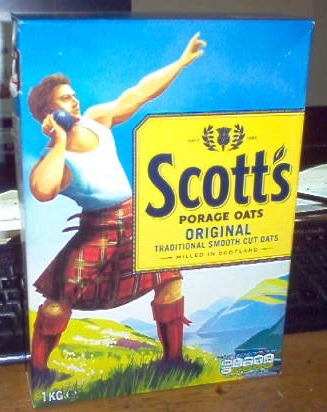 Scott's
PORAGE OATS
ORIGINAL
TRADITIONAL SMOOTH CUT OATS
MILLED IN SCOTLAND
1KG e